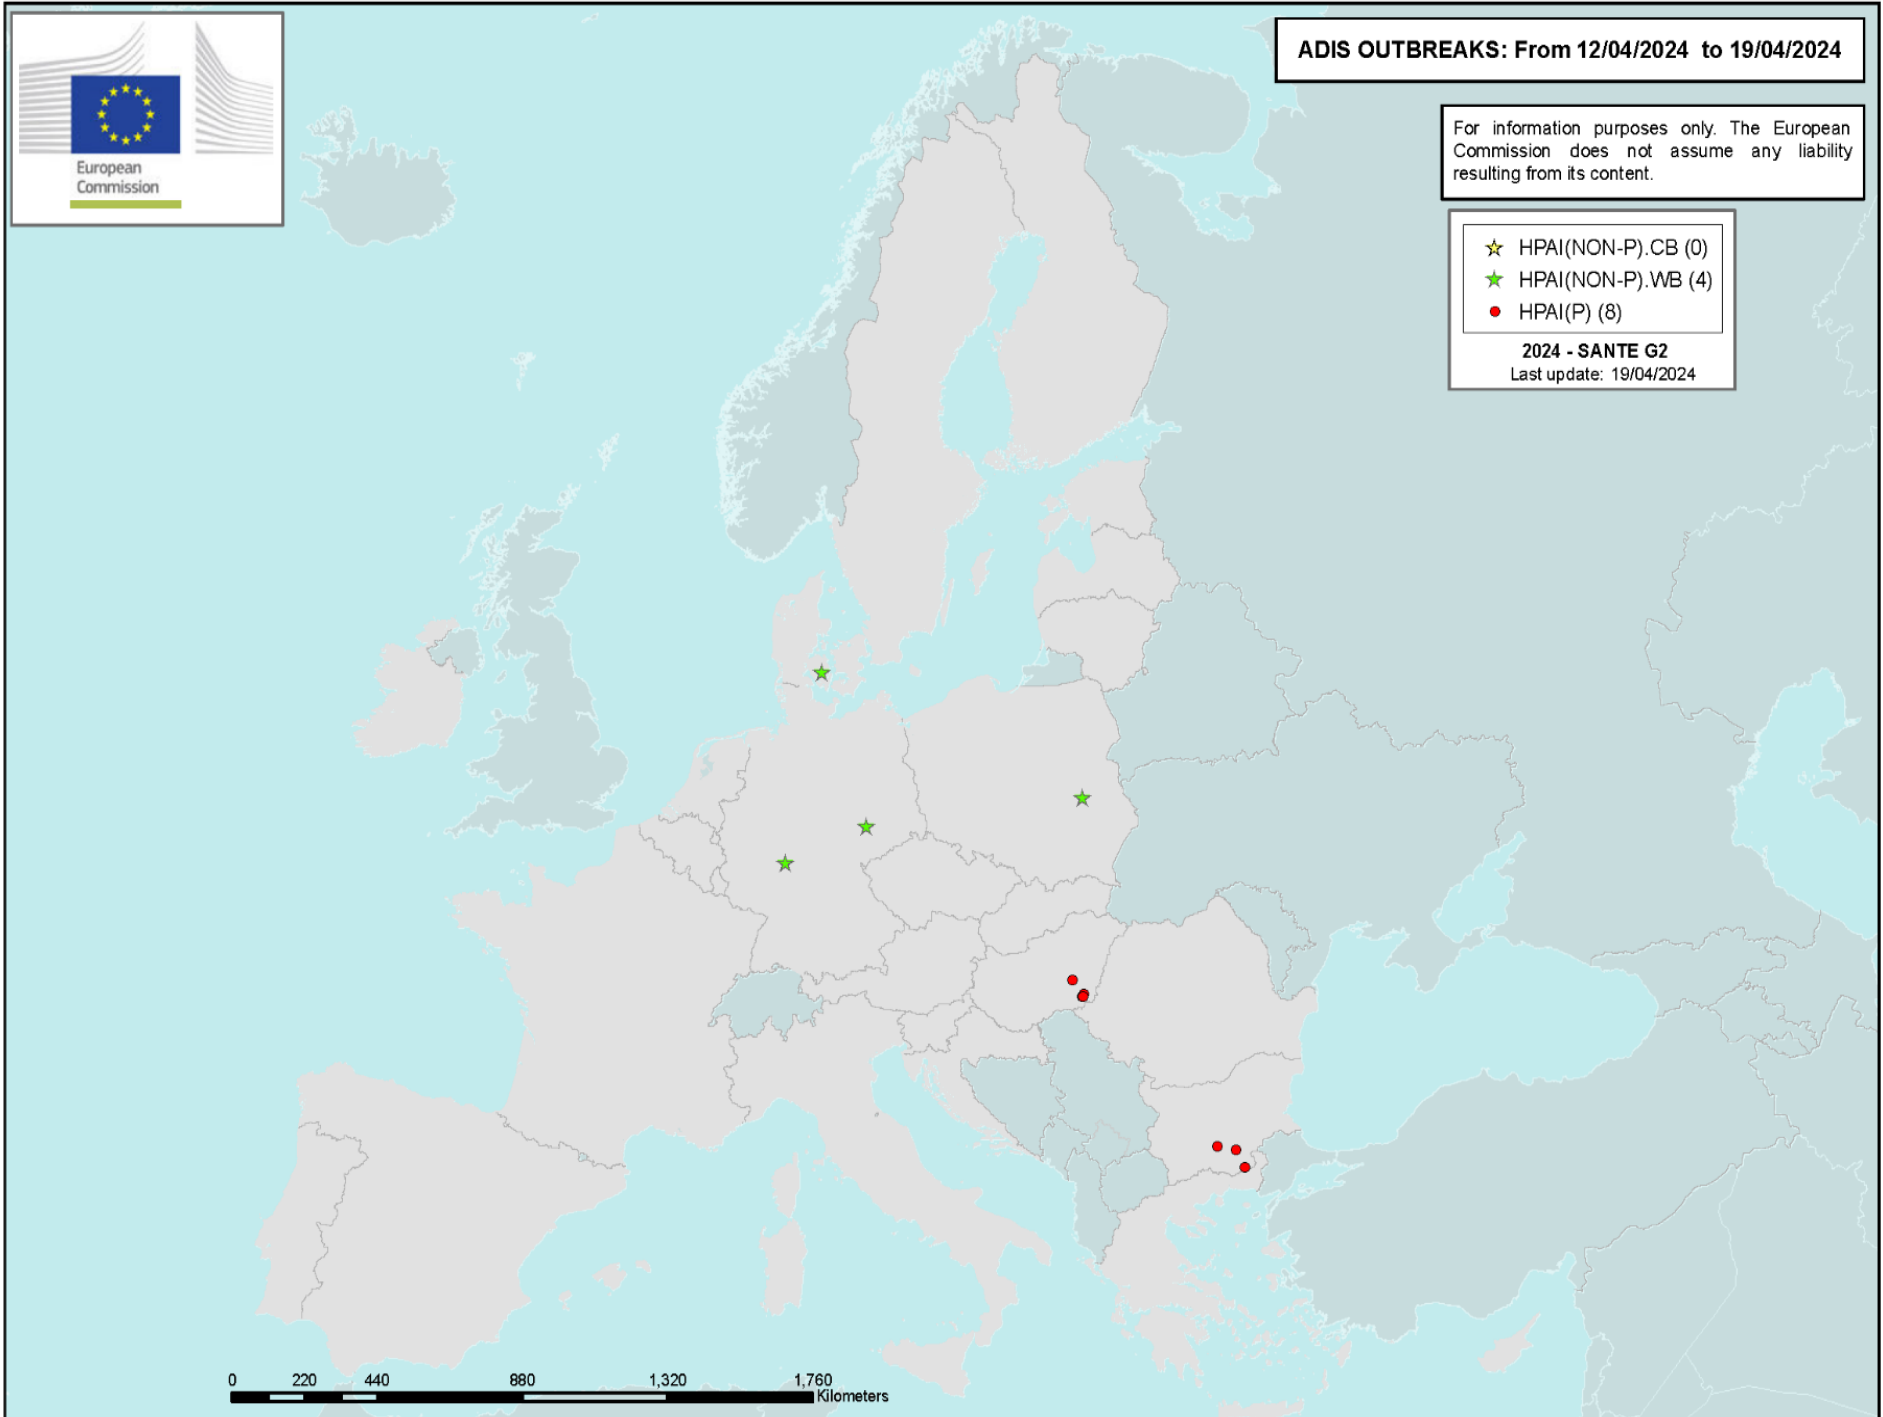 European
Commission
ADIS OUTBREAKS: From 12/04/2024 to 19/04/2024
For information purposes only. The European
Commission does not assume any liability
resulting from its content.
HPAI(NON-P).CB (0)
HPAI(NON-P).WB (4)
HPAI(P) (8)
2024 - SANTE G2
Last update: 19/04/2024
0 220 440 880 1,320 1,760
Kilometers